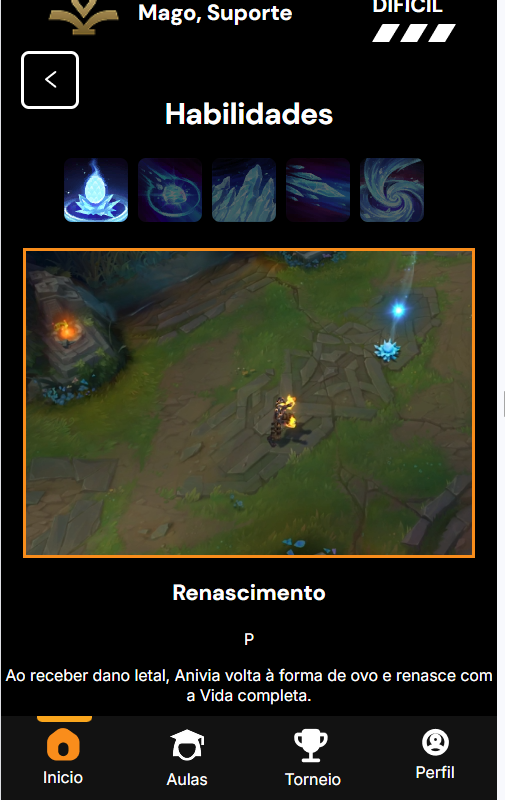 Mago, Suporte
DIFÍCIL
Habilidades
Renascimento
P
Ao receber dano letal, Anivia volta à forma de ovo e renasce com
a Vida completa.
Inicio
Aulas
Torneio
Perfil